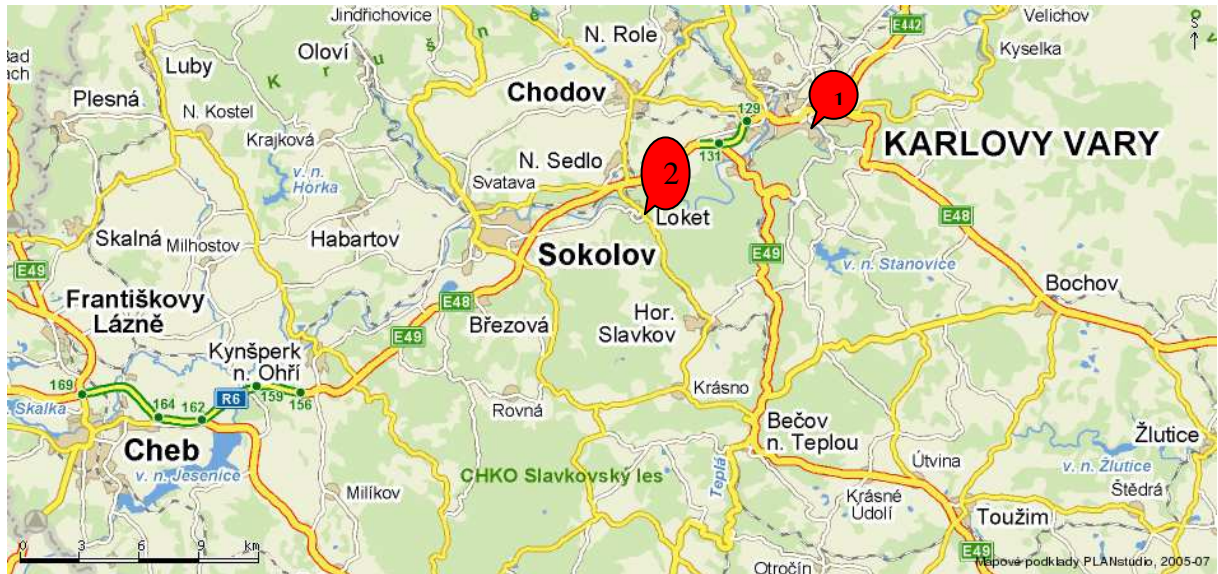 Jindřichovice
N. Role
E442
Velichov
Kyselka
S
Bad
Luby
Oloví
K r u š n é
Plesná
N. Kostel
Krajková
Chodov
129
1
131
KARLOVY VARY
v. n.
Horka
Svatava
N. Sedlo
2
Loket
Skalná
Milhostov
Habartov
Sokolov
E49
E49
E48
v. n. Stanovice
Bochov
Františkovy
Lázně
E48
Březová
Hor.
Slavkov
E49
Kynšperk
n. Ohří
169
164
162
R6
159
156
Skalka
Cheb
v. n. Jesenice
Rovná
Krásno
Bečov
n. Teplou
Žlutice
v. n. Žlutice
Štědrá
Útvina
Krásné
Údolí
Toužim
CHKO Slavkovský les
Teplá
Milíkov
Otročín
E49
0 3 6 9 km
Mapové podklady PLANstudio, 2005-07